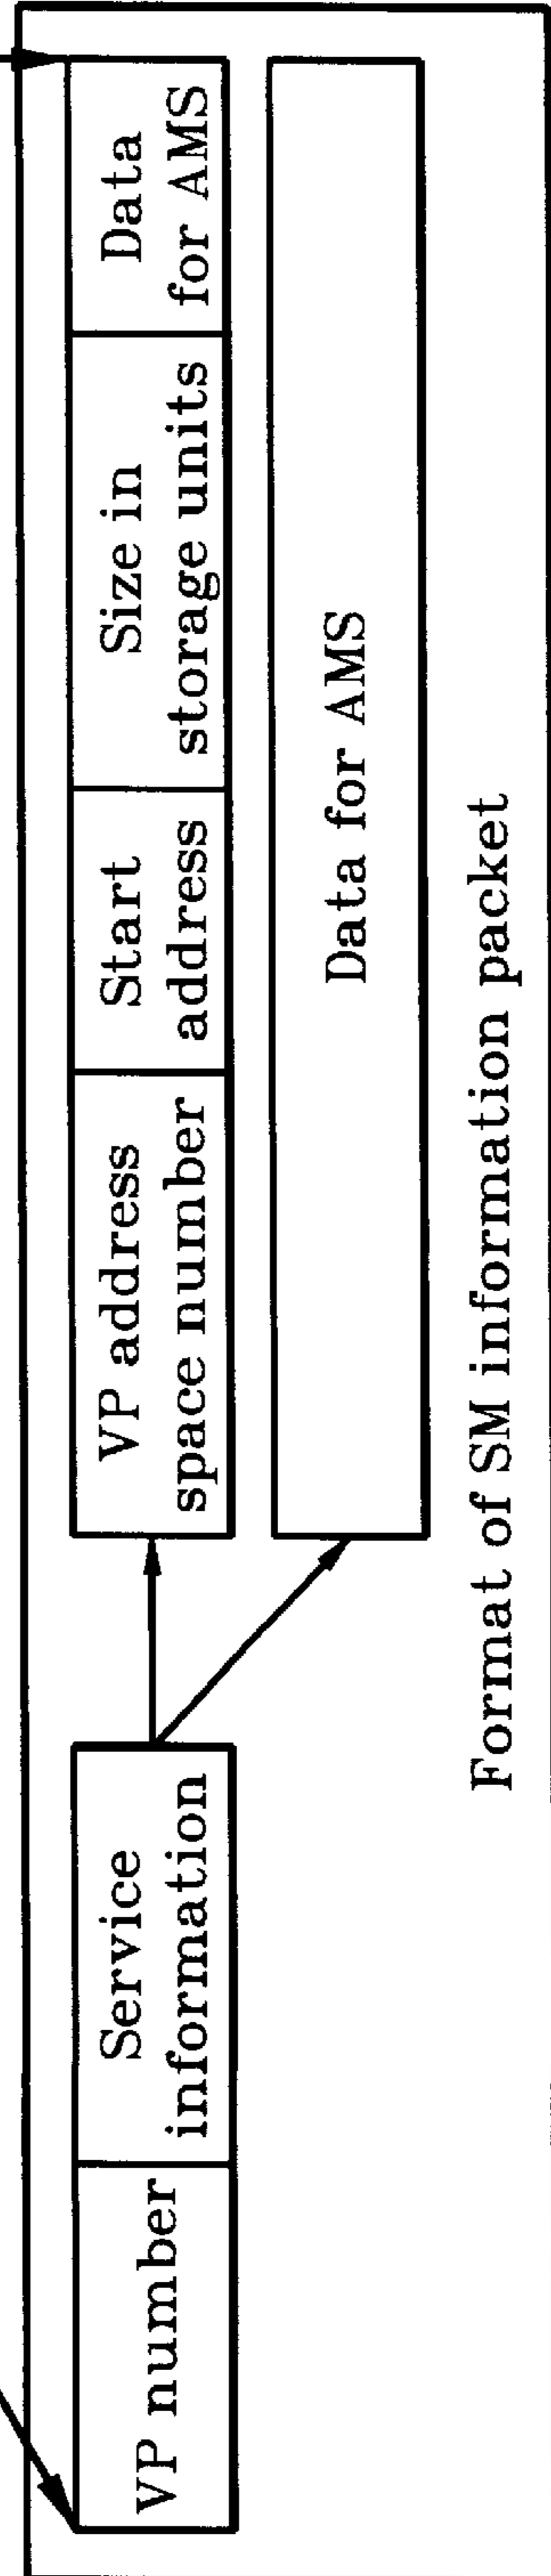 VP number
Service
information
VP address
space number
Start
address
Size in
storage units
Data
for AMS
Data for AMS
Format of SM information packet